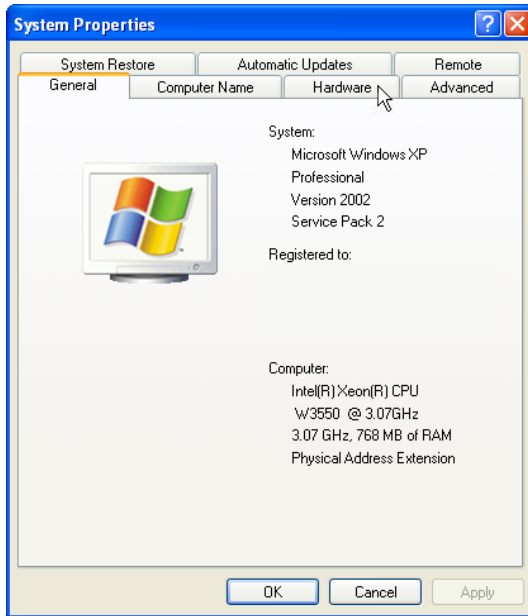 System Properties
System Restore
Automatic Updates
Remote
General
Computer Name
Hardware
Advanced
System:
Microsoft Windows XP
Professional
Version 2002
Service Pack 2
Registered to:
Computer:
Intel(R) Xeon(R) CPU
W3550 @ 3.07GHz
3.07 GHz, 768 MB of RAM
Physical Address Extension
OK
Cancel
Apply